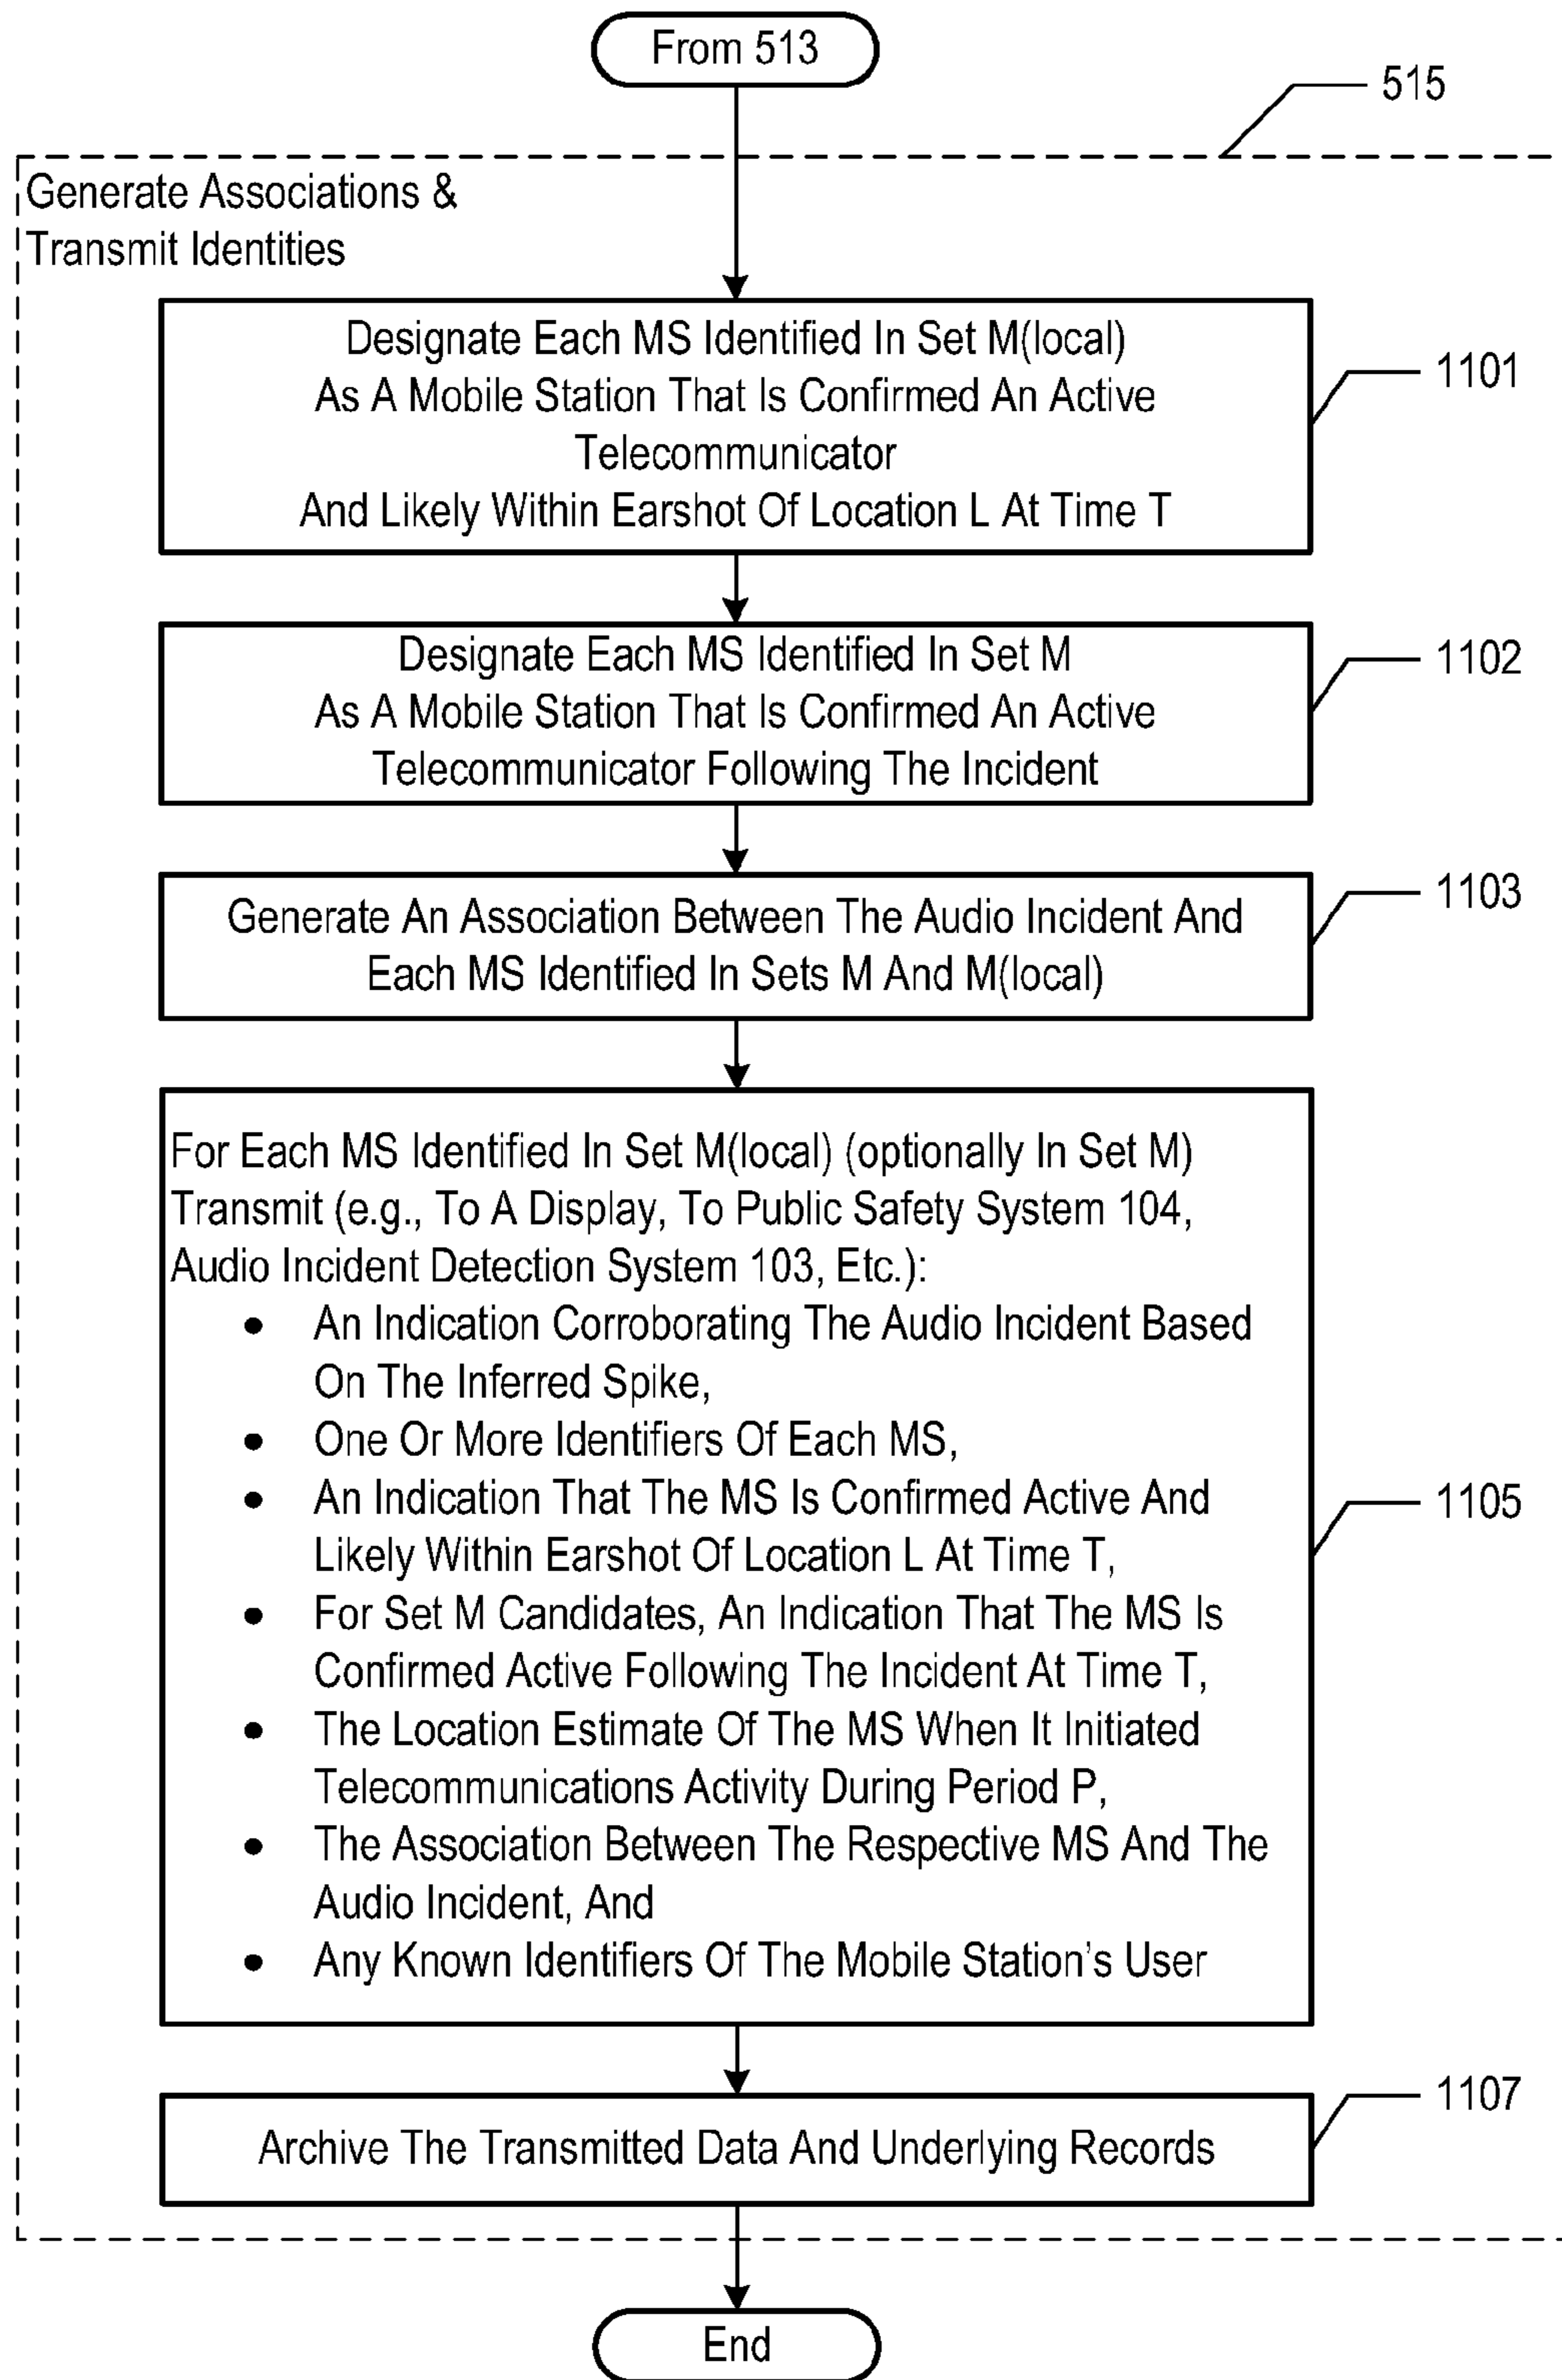 From 513
515
Generate Associations &
Transmit Identities
Designate Each MS Identified In Set M(local)
As A Mobile Station That Is Confirmed An Active
Telecommunicator
And Likely Within Earshot Of Location L At Time T
1101
Designate Each MS Identified In Set M
As A Mobile Station That Is Confirmed An Active
Telecommunicator Following The Incident
1102
Generate An Association Between The Audio Incident And
Each MS Identified In Sets M And M(local)
1103
For Each MS Identified In Set M(local) (optionally In Set M)
Transmit (e.g., To A Display, To Public Safety System 104,
Audio Incident Detection System 103, Etc.):
• An Indication Corroborating The Audio Incident Based
On The Inferred Spike,
• One Or More Identifiers Of Each MS,
• An Indication That The MS Is Confirmed Active And
Likely Within Earshot Of Location L At Time T,
• For Set M Candidates, An Indication That The MS Is
Confirmed Active Following The Incident At Time T,
• The Location Estimate Of The MS When It Initiated
Telecommunications Activity During Period P,
• The Association Between The Respective MS And The
Audio Incident, And
• Any Known Identifiers Of The Mobile Station's User
1105
Archive The Transmitted Data And Underlying Records
1107
End